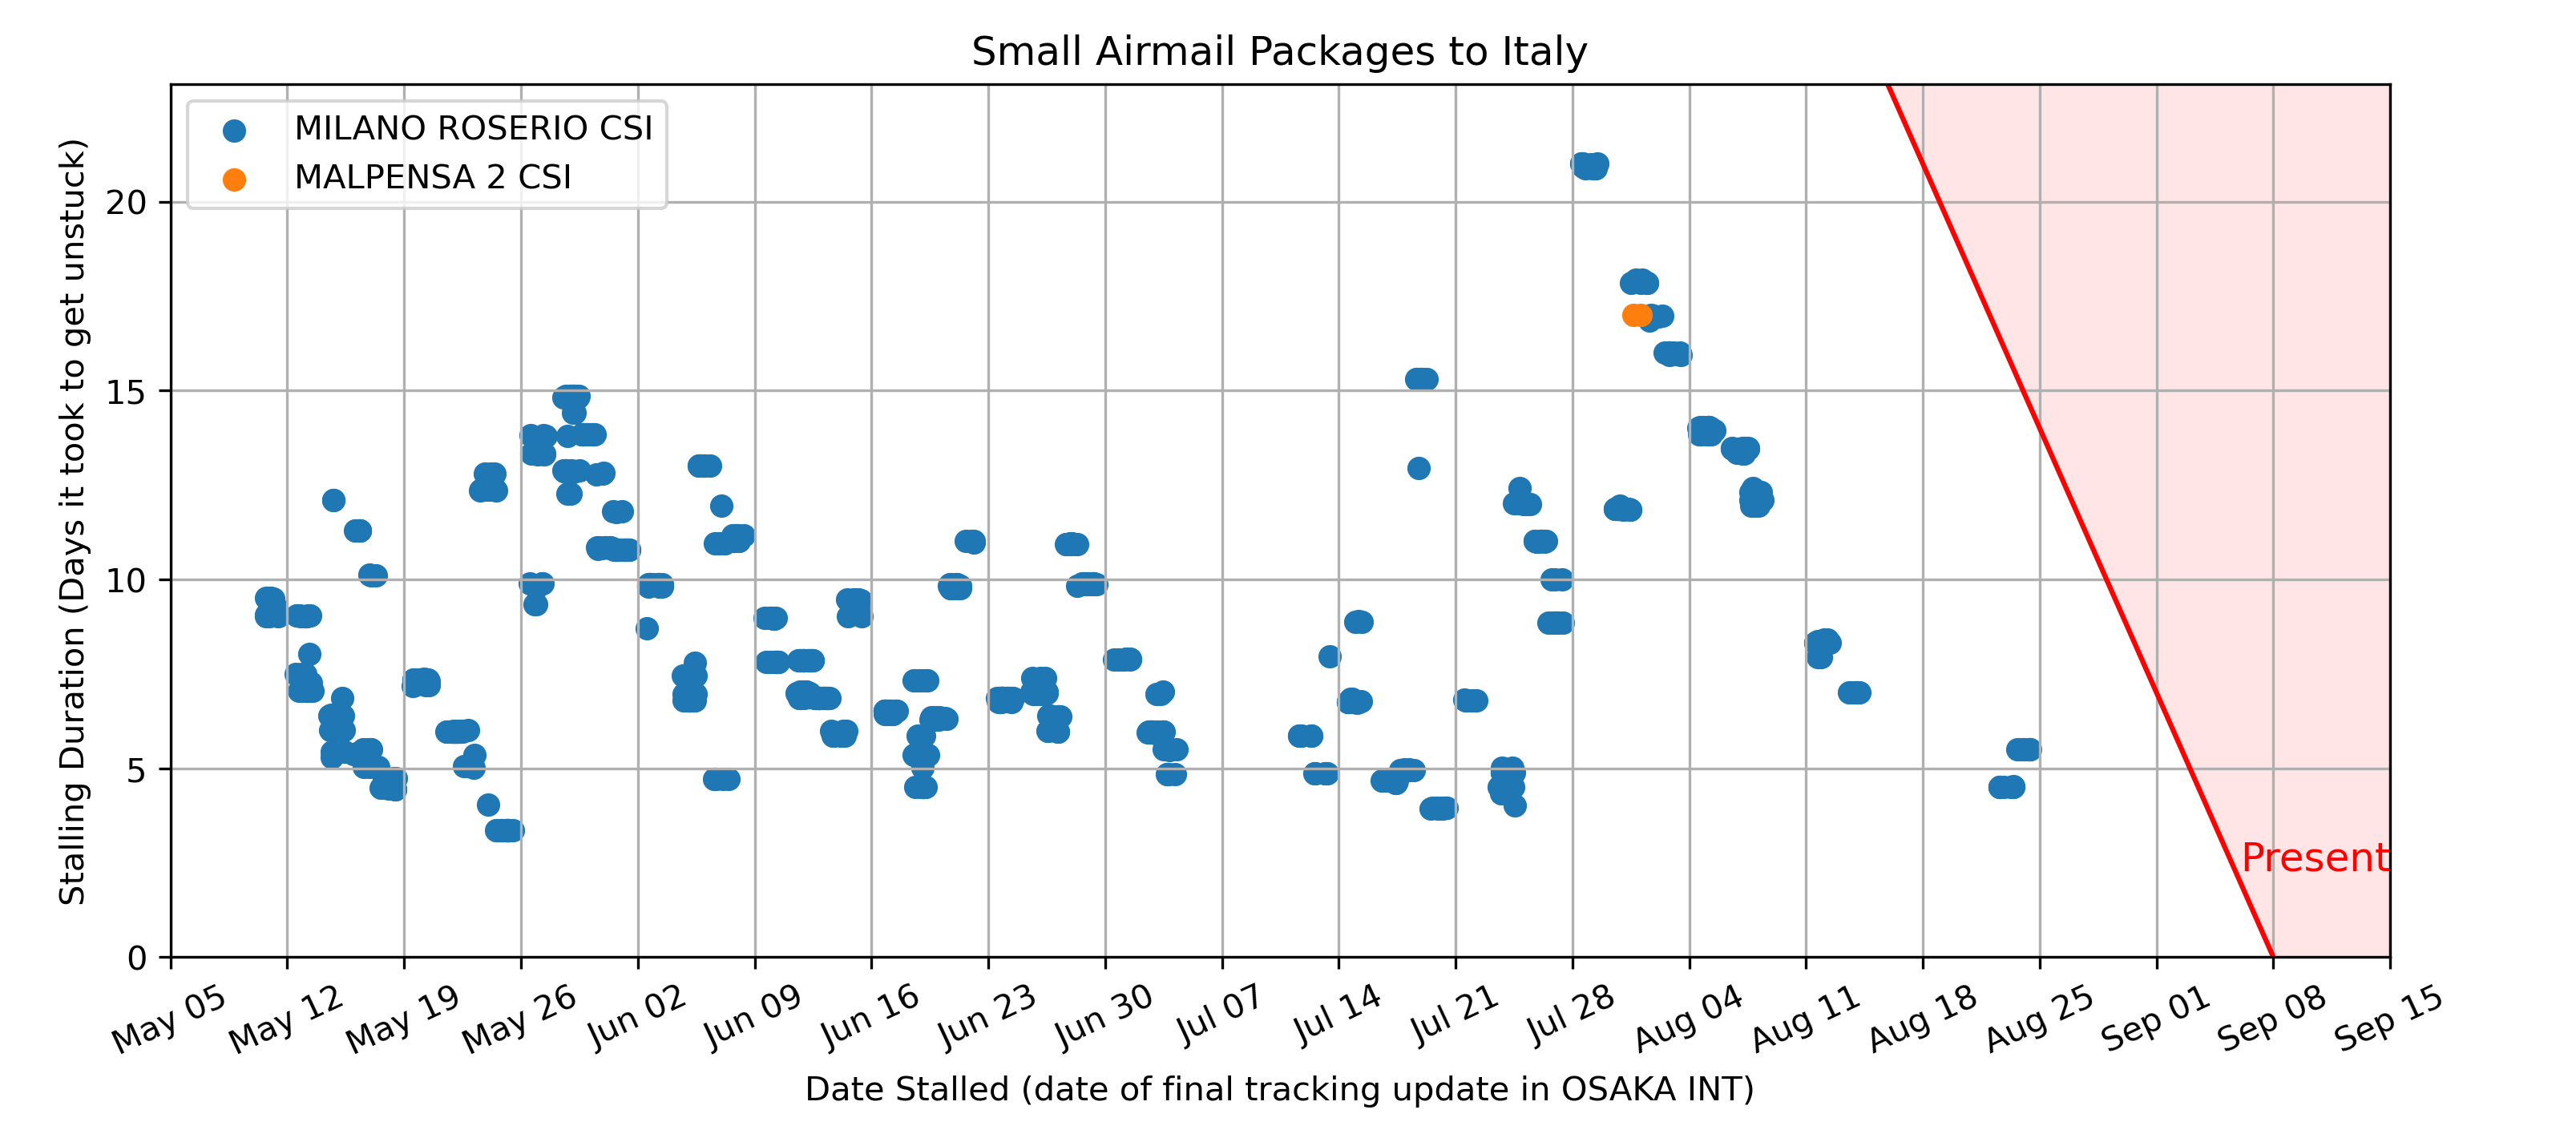 Small Airmail Packages to Italy
MILANO ROSERIO CSI
MALPENSA 2 CSI
Stalling Duration (Days it took to get unstuck)
20
15
10
5
0
Present
May 05 May 12 May 19 May 26 Jun 02 Jun 09 Jun 16 Jun 23 Jun 30 Jul 07 Jul 14 Jul 21 Jul 28 Aug 04 Aug 11 Aug 18 Aug 25 Sep 01 Sep 08 Sep 15
Date Stalled (date of final tracking update in OSAKA INT)